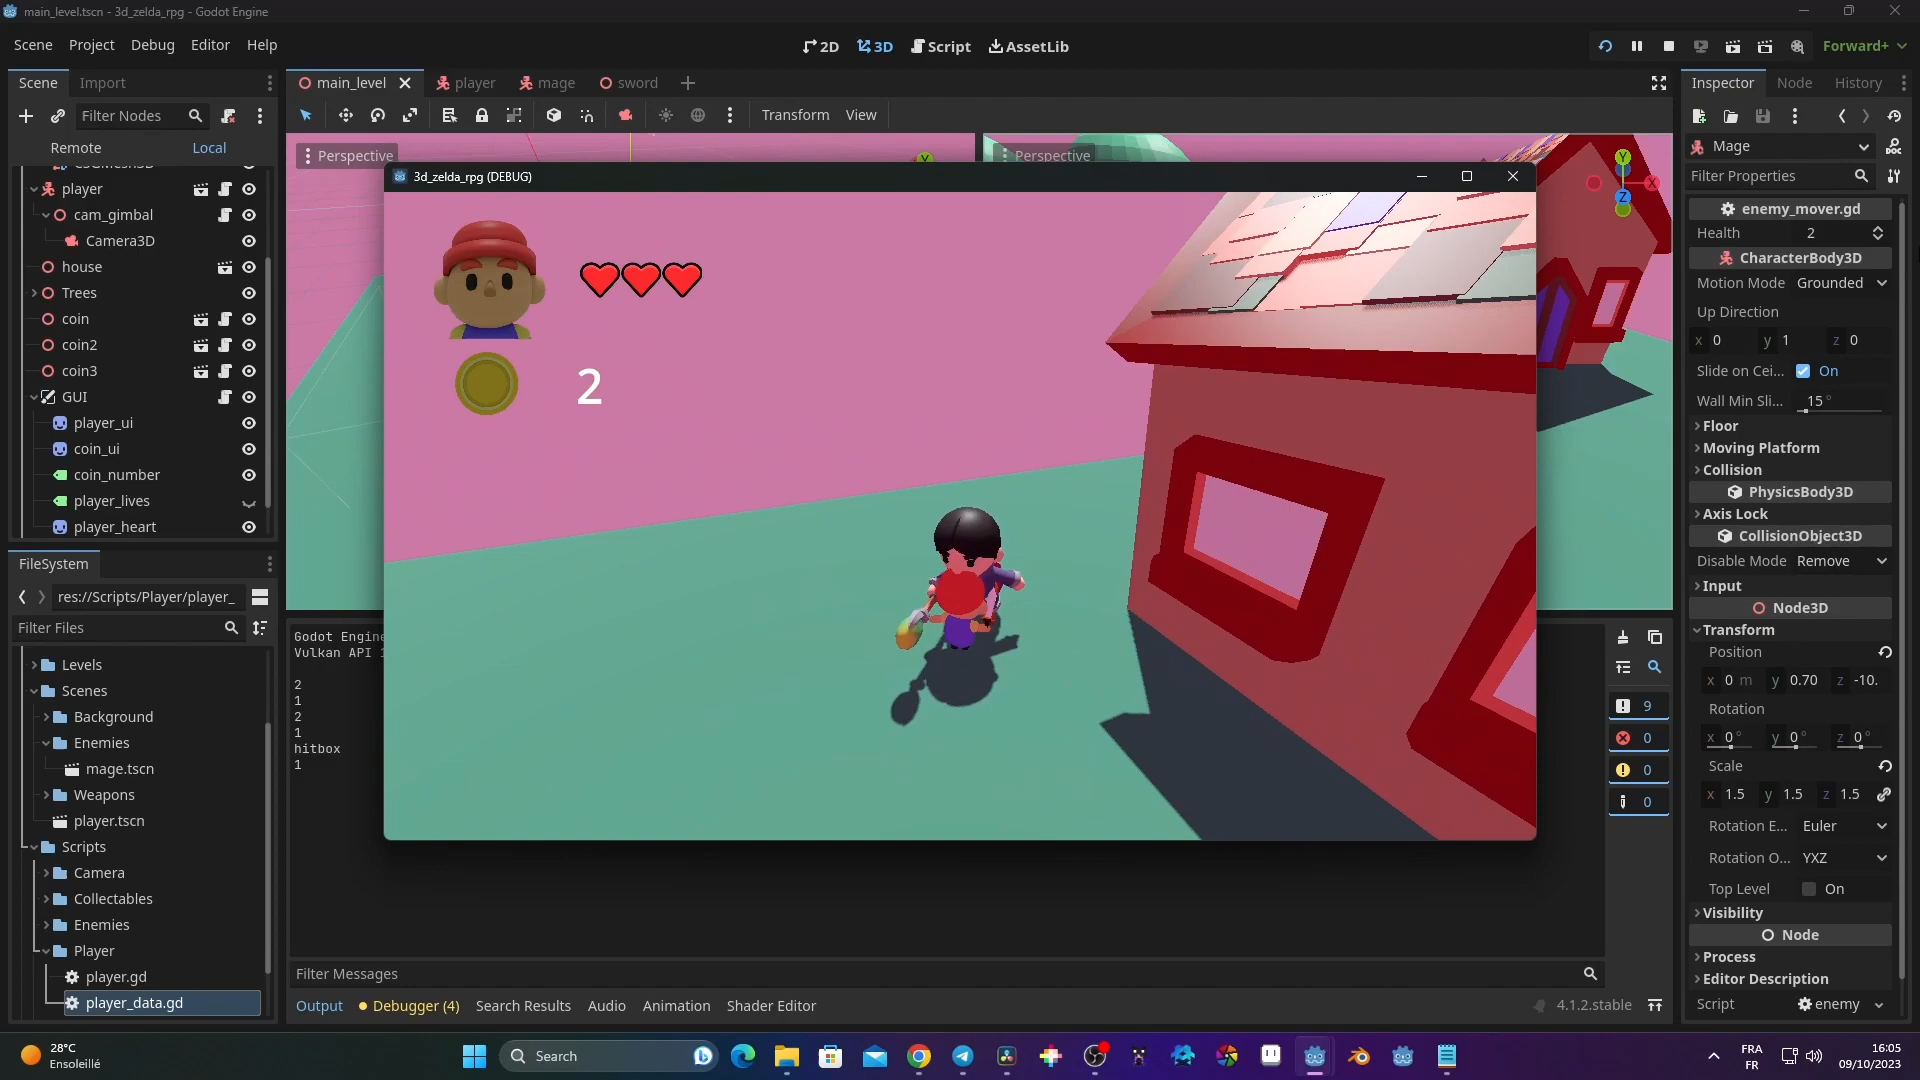 main_level.tscn - 3d_zelda_rpg - Godot Engine
Scene Project Debug Editor Help
2D 3D Script AssetLib
Forward+
Scene Import
main_level player mage sword
Inspector Node History
Filter Nodes
Transform View
Remote Local
Perspective
Perspective
Mage
Filter Properties
player
cam_gimbal
Camera3D
house
Trees
coin
coin2
coin3
GUI
player_ui
coin_ui
coin_number
player_lives
player_heart
3d_zelda_rpg (DEBUG)
2
Y
X
Z
enemy_mover.gd
Health 2
CharacterBody3D
Motion Mode Grounded
Up Direction
x 0 y 1 z 0
Slide on Cei... On
Wall Min Sli... 15 °
Floor
Moving Platform
Collision
PhysicsBody3D
Axis Lock
CollisionObject3D
Disable Mode Remove
Input
Node3D
Transform
Position
x 0 m y 0.70 z -10.
Rotation
x 0 ° y 0 ° z 0 °
Scale
x 1.5 y 1.5 z 1.5
Rotation E... Euler
Rotation O... YXZ
Top Level On
Visibility
Node
Process
Editor Description
Script enemy
FileSystem
res://Scripts/Player/player_
Filter Files
Levels
Scenes
Background
Enemies
mage.tscn
Weapons
player.tscn
Scripts
Camera
Collectables
Enemies
Player
player.gd
player_data.gd
Godot Engine
Vulkan API 1
2
1
2
1
hitbox
1
9
0
0
0
Filter Messages
Output Debugger (4) Search Results Audio Animation Shader Editor
4.1.2.stable
28°C
Ensoleillé
Search
FRA
FR
16:05
09/10/2023